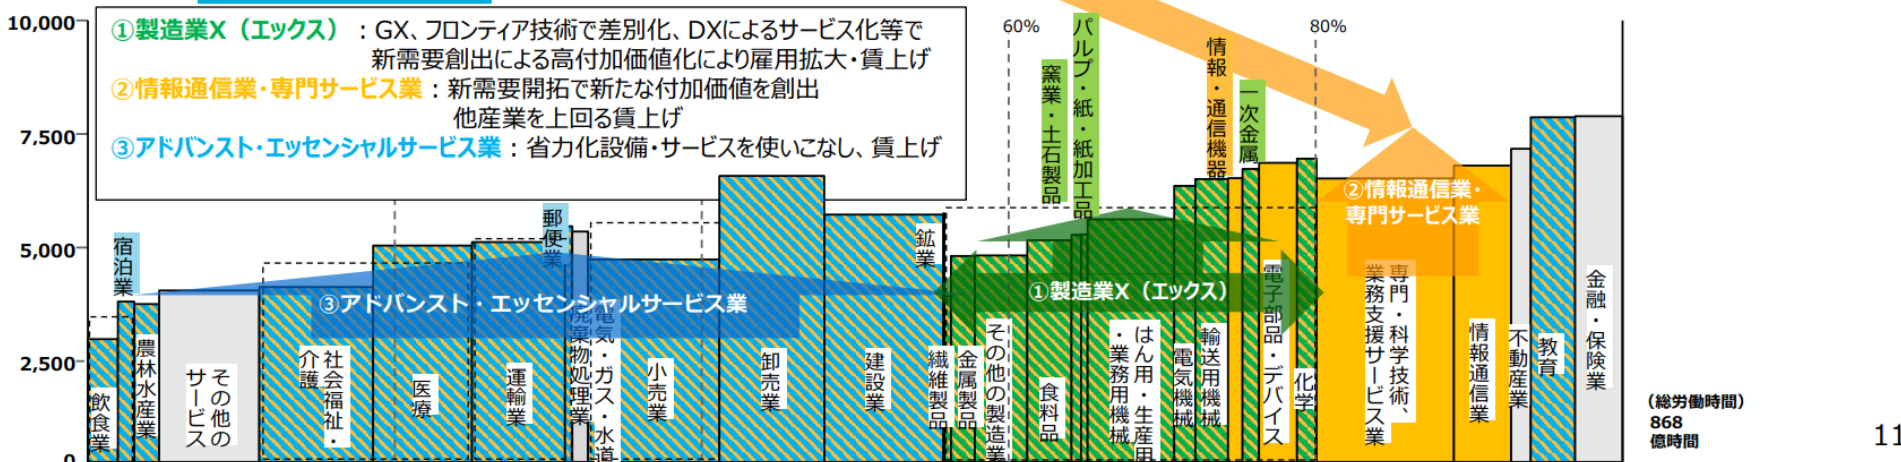 10,000
7,500
5,000
2,500
0
①製造業X（エックス）：GX、フロンティア技術で差別化、DXによるサービス化等で
新需要創出による高付加価値化により雇用拡大・賃上げ
②情報通信業・専門サービス業：新需要開拓で新たな付加価値を創出
他産業を上回る賃上げ
③アドバンスト・エッセンシャルサービス業：省力化設備・サービスを使いこなし、賃上げ
60%
80%
飲食業
宿泊業
農林水産業
その他の
サービス
社会福祉・
介護
医療
運輸業
郵便業
廃棄物処理業
電気・ガス・水道
小売業
卸売業
建設業
鉱業
繊維製品
金属製品
その他の製造業
食料品
窯業・土石製品
パルプ・紙・紙加工品
はん用・生産用
・業務用機械
電気機械
輸送用機械
情報・通信機器
一次金属
電子部品・デバイス
化学
専門・科学技術、
業務支援サービス業
情報通信業
不動産業
教育
金融・保険業
③アドバンスト・エッセンシャルサービス業
①製造業X（エックス）
②情報通信業・
専門サービス業
（総労働時間）
868
億時間
11